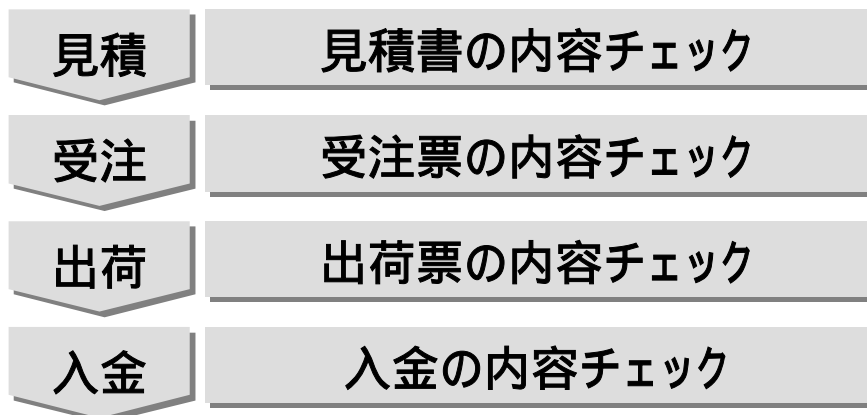 見積
見積書の内容チェック
受注
受注票の内容チェック
出荷
出荷票の内容チェック
入金
入金の内容チェック